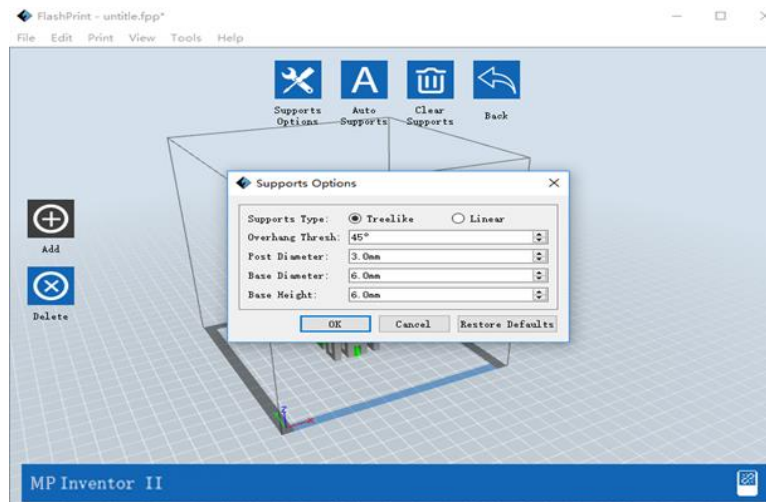 FlashPrint - untitle.fpp*
File Edit Print View Tools Help
Supports Options
Auto Supports
Clear Supports
Back
Add
Delete
Supports Options
Supports Type: Treelike Linear
Overhang Thresh: 45°
Post Diameter: 3.0mm
Base Diameter: 6.0mm
Base Height: 6.0mm
OK Cancel Restore Defaults
MP Inventor II